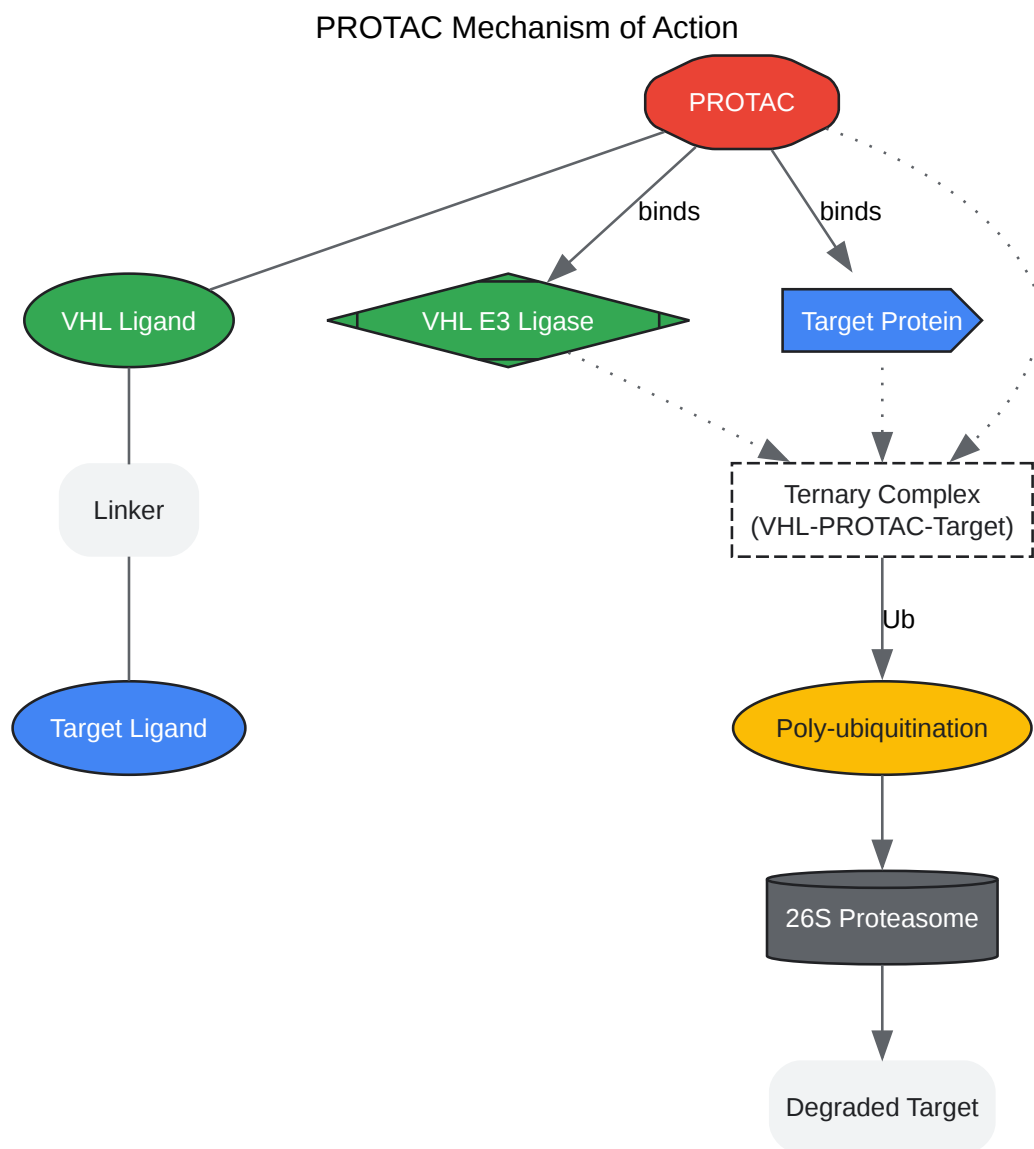 PROTAC Mechanism of Action
PROTAC
binds
binds
VHL Ligand
VHL E3 Ligase
Target Protein
Linker
Ternary Complex
(VHL-PROTAC-Target)
Ub
Target Ligand
Poly-ubiquitination
26S Proteasome
Degraded Target